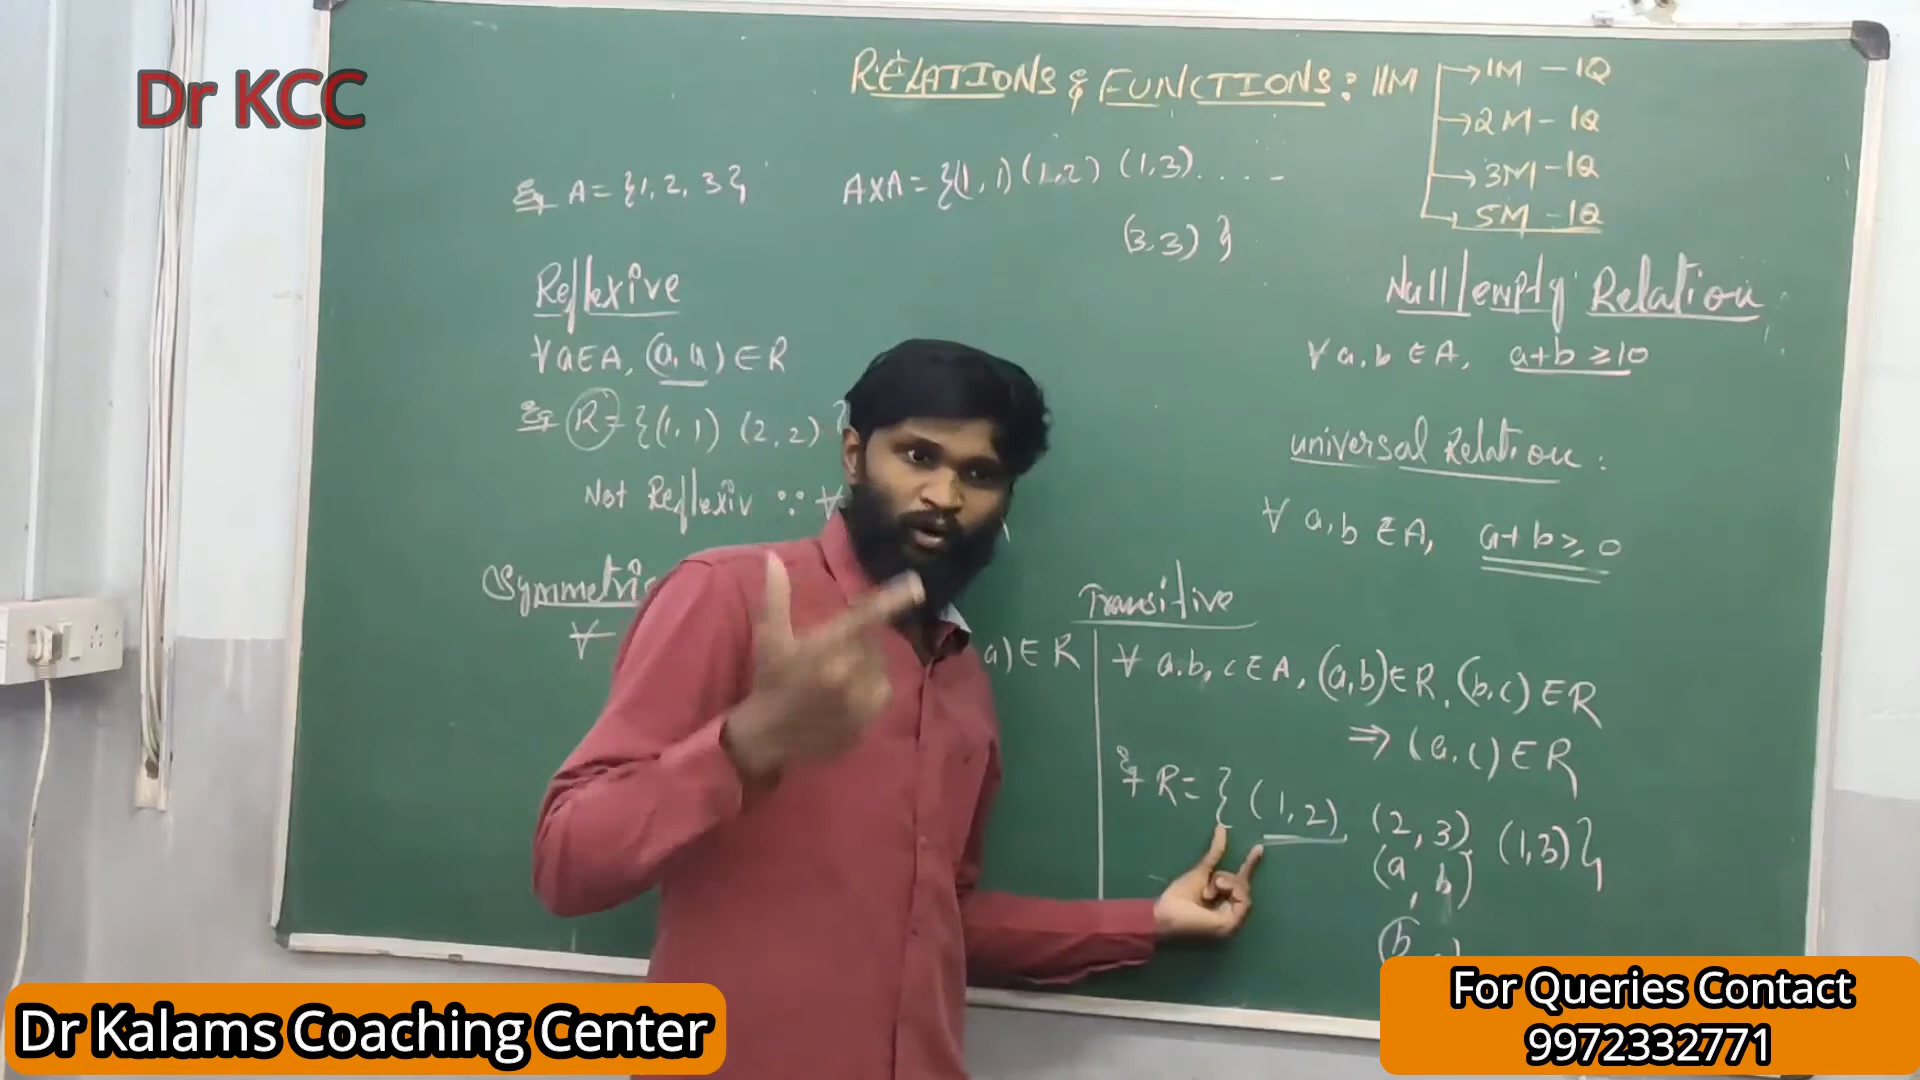 Dr KCC
RELATIONS & FUNCTIONS: 11M
→1M - 1Q
→2M - 1Q
→3M - 1Q
→5M - 1Q
Eg A = {1, 2, 3}
A×A = {(1, 1) (1, 2) (1, 3) . . . . -
(3, 3) }
Reflexive
∀ a∈A, (a, a) ∈ R
Eg R = {(1, 1) (2, 2) }
Not Reflexiv ∵ ∀
Symmetric
∀
a) ∈ R
Null/empty Relation
∀ a, b ∈ A, a+b ≥ 10
universal Relation :
∀ a, b ∈ A, a+b ≥ 0
Transitive
∀ a.b, c ∈ A, (a,b) ∈ R, (b,c) ∈ R
⇒ (a, c) ∈ R
Eg R = { (1, 2), (2, 3), (1,3)}
(a, b)
(b
Dr Kalams Coaching Center
For Queries Contact
9972332771